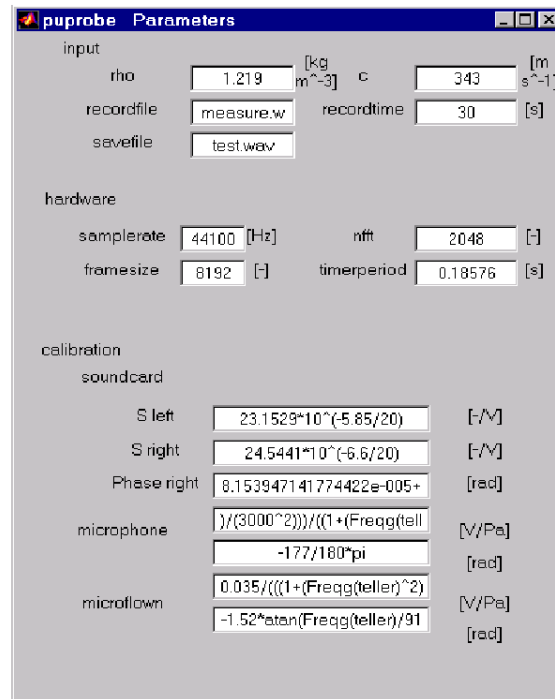 puprobe Parameters
input
rho 1.219 [kg m^-3] c 343 [m s^-1]
recordfile measure.w recordtime 30 [s]
savefile test.wav
hardware
samplerate 44100 [Hz] nfft 2048 [-]
framesize 8192 [-] timerperiod 0.18576 [s]
calibration
soundcard
S left 23.1529*10^(-5.85/20) [-/V]
S right 24.5441*10^(-6.6/20) [-/V]
Phase right 8.153947141774422e-005+ [rad]
microphone )/(3000^2)))/((1+(Freqg(tell [V/Pa]
-177/180*pi [rad]
microflown 0.035/(((1+(Freqg(teller)^2) [V/Pa]
-1.52*atan(Freqg(teller)/91 [rad]